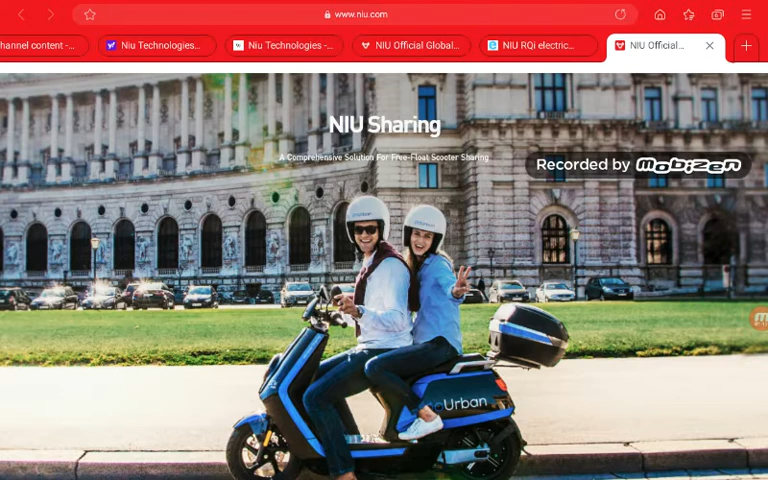 www.niu.com
hannel content -...
Niu Technologies...
Niu Technologies -...
NIU Official Global...
NIU RQi electric...
NIU Official...
NIU Sharing
A Comprehensive Solution For Free-Float Scooter Sharing
Recorded by mobizen
Urban